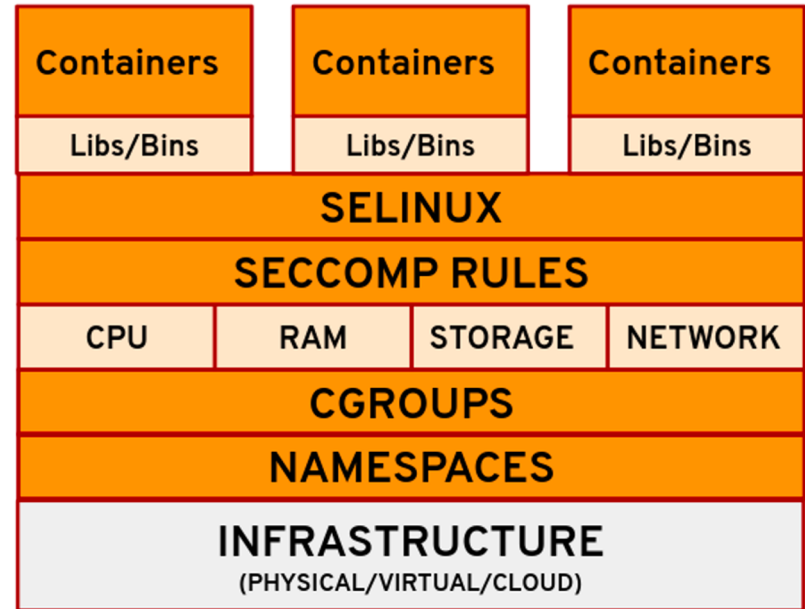 Containers Containers Containers
Libs/Bins Libs/Bins Libs/Bins
SELINUX
SECCOMP RULES
CPU RAM STORAGE NETWORK
CGROUPS
NAMESPACES
INFRASTRUCTURE
(PHYSICAL/VIRTUAL/CLOUD)